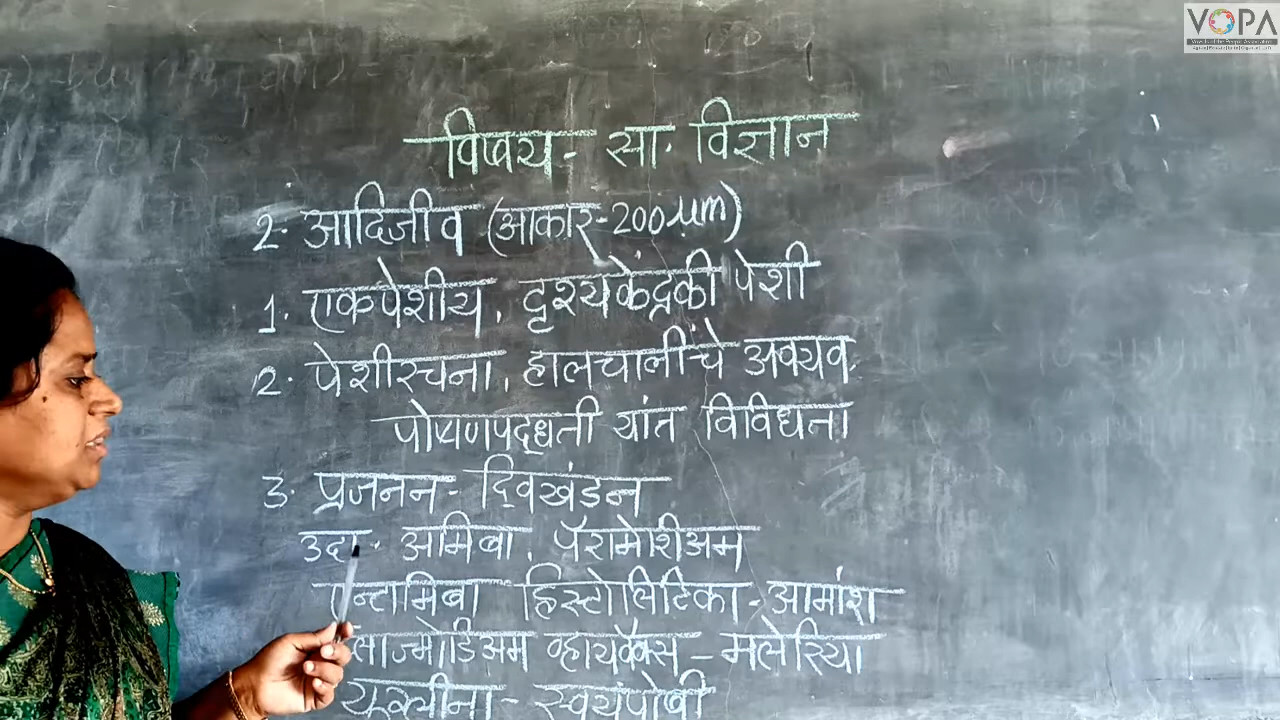 VOPA
विषय - सा. विज्ञान
2. आदिजीव (आकार - 200 μm)
1. एकपेशीय, दृश्यकेंद्रकी पेशी
2. पेशीरचना, हालचालींचे अवयव,
पोषणपद्धती यांत विविधता
3. प्रजनन - द्विखंडन
उदा. अमिबा, पॅरामेशीअम
एन्टामिबा हिस्टोलिटिका - आमांश
प्लाज्मोडिअम व्हायवॅक्स - मलेरिया
युक्लीना - स्वयंपोषी